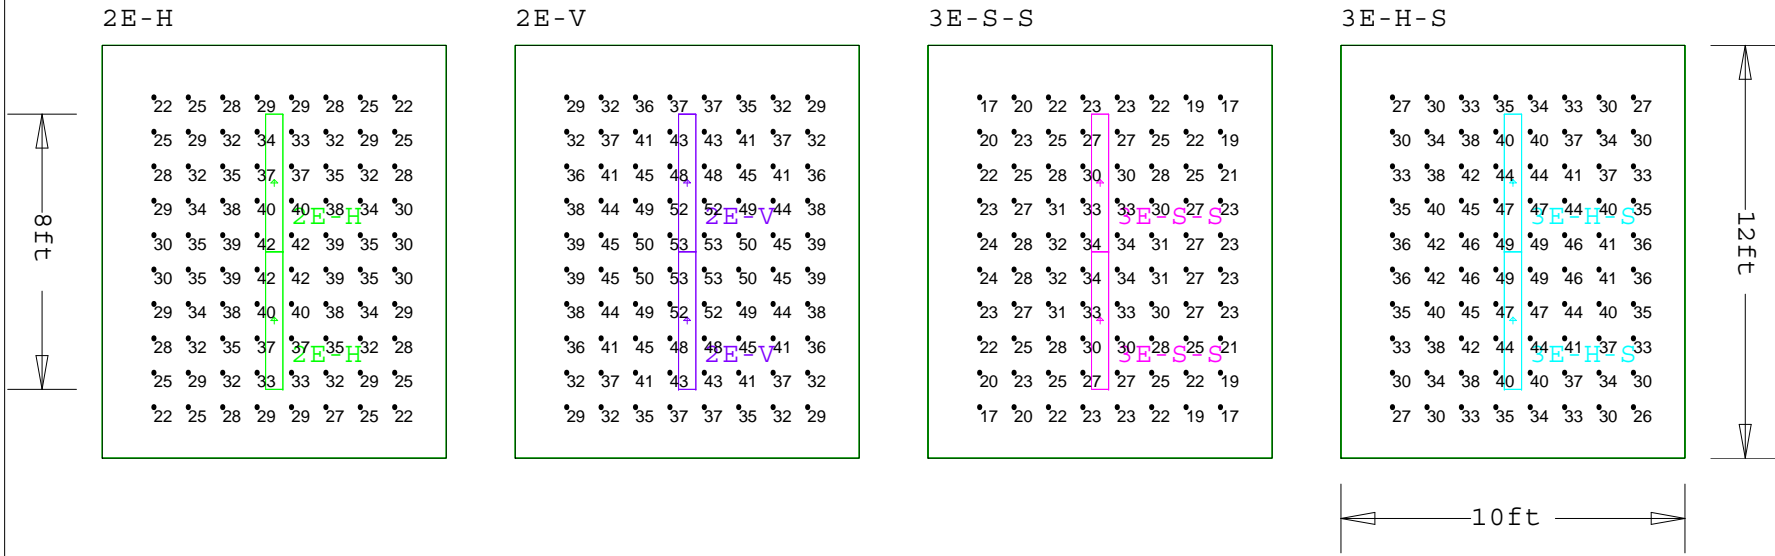 2E-H 2E-V 3E-S-S 3E-H-S
22 25 28 29 29 28 25 22 29 32 36 37 37 35 32 29 17 20 22 23 23 22 19 17 27 30 33 35 34 33 30 27
25 29 32 34 33 32 29 25 32 37 41 43 43 41 37 32 20 23 25 27 27 25 22 19 30 34 38 40 40 37 34 30
28 32 35 37 37 35 32 28 36 41 45 48 48 45 41 36 22 25 28 30 30 28 25 21 33 38 42 44 44 41 37 33
29 34 38 40 40 38 34 30 38 44 49 52 52 49 44 38 23 27 31 33 33 30 27 23 35 40 45 47 47 44 40 35
2E-H 2E-V 3E-S-S 3E-H-S
8ft
12ft
30 35 39 42 42 39 35 30 39 45 50 53 53 50 45 39 24 28 32 34 34 31 27 23 36 42 46 49 49 46 41 36
30 35 39 42 42 39 35 30 39 45 50 53 53 50 45 39 24 28 32 34 34 31 27 23 36 42 46 49 49 46 41 36
29 34 38 40 40 38 34 29 38 44 49 52 52 49 44 38 23 27 31 33 33 30 27 23 35 40 45 47 47 44 40 35
28 32 35 37 37 35 32 28 36 41 45 48 48 45 41 36 22 25 28 30 30 28 25 21 33 38 42 44 44 41 37 33
2E-H 2E-V 3E-S-S 3E-H-S
25 29 32 33 33 32 29 25 32 37 41 43 43 41 37 32 20 23 25 27 27 25 22 19 30 34 38 40 40 37 34 30
22 25 28 29 29 27 25 22 29 32 35 37 37 35 32 29 17 20 22 23 23 22 19 17 27 30 33 35 34 33 30 26
10ft